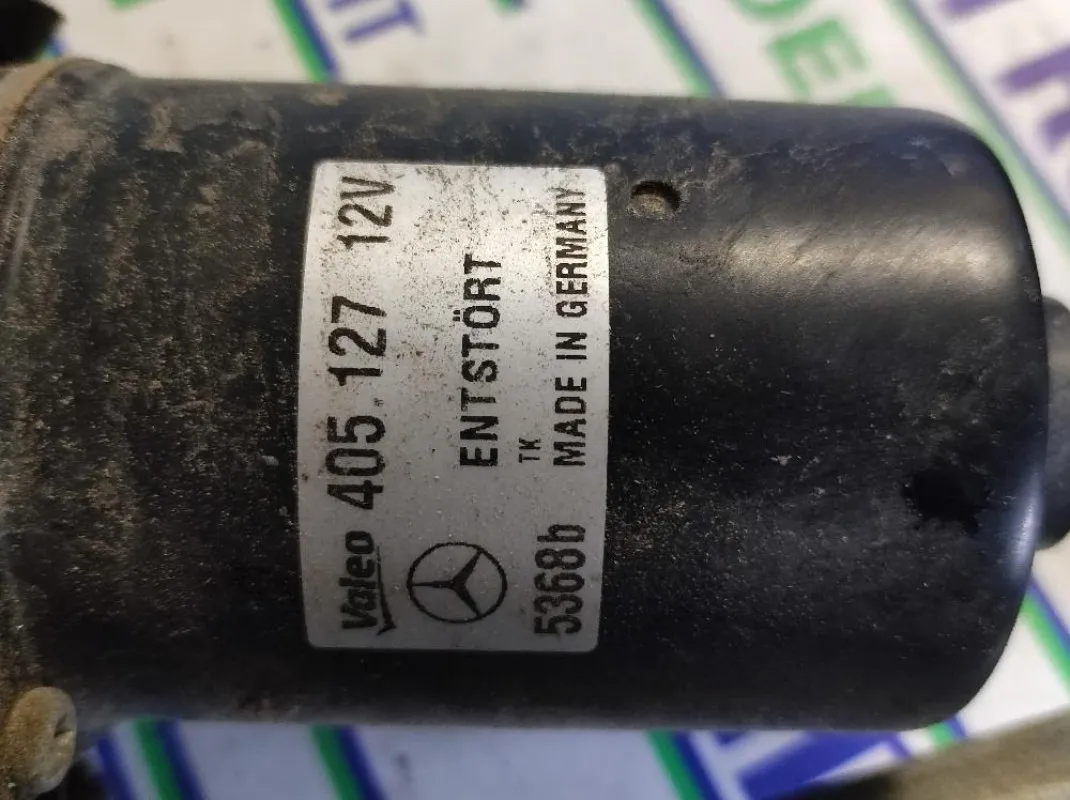 Valeo 405.127 12V
ENTSTÖRT
TK
5368b MADE IN GERMANY